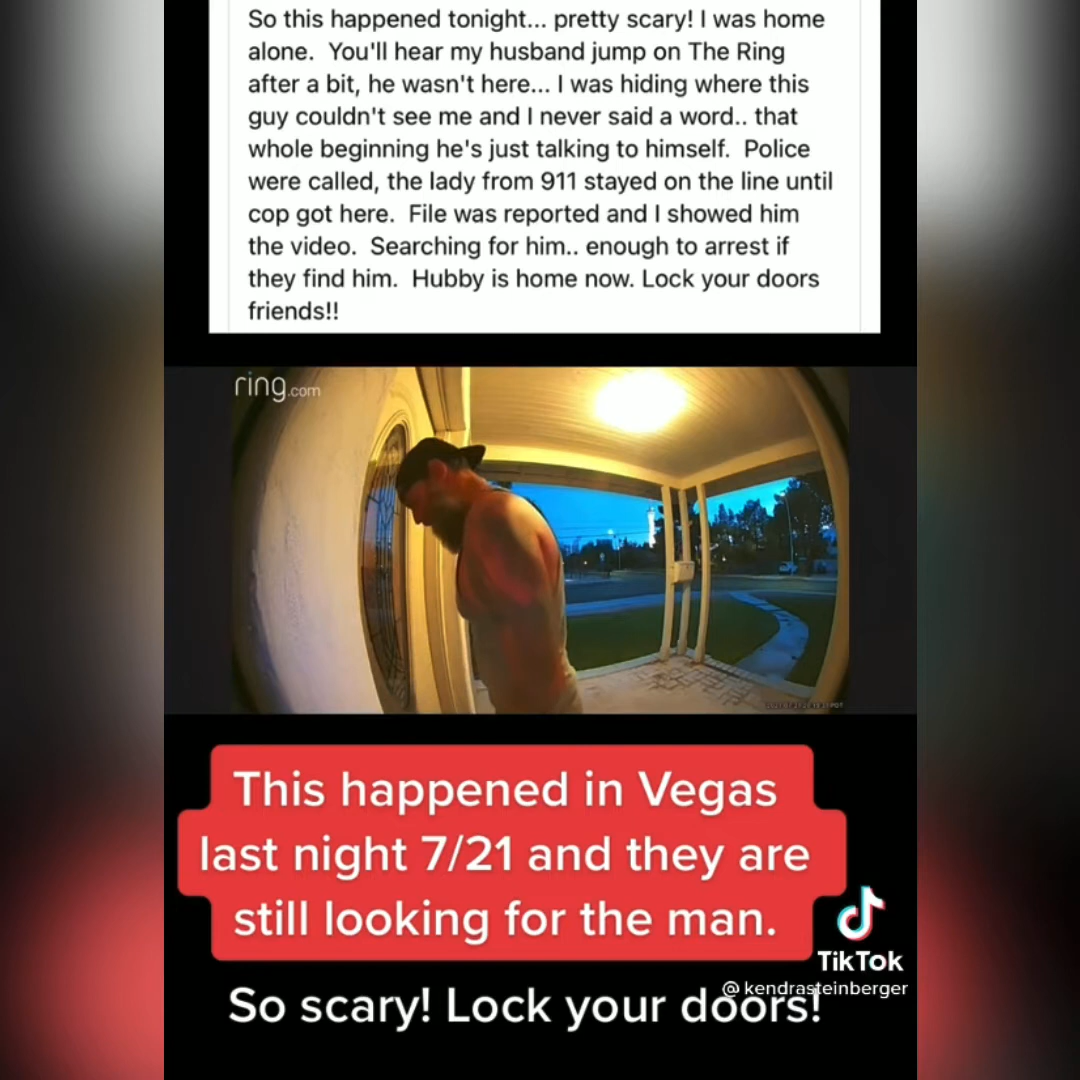 So this happened tonight... pretty scary! I was home
alone.  You'll hear my husband jump on The Ring
after a bit, he wasn't here... I was hiding where this
guy couldn't see me and I never said a word.. that
whole beginning he's just talking to himself.  Police
were called, the lady from 911 stayed on the line until
cop got here.  File was reported and I showed him
the video.  Searching for him.. enough to arrest if
they find him.  Hubby is home now. Lock your doors
friends!!
ring.com
This happened in Vegas
last night 7/21 and they are
still looking for the man.
TikTok
@kendrasteinberger
So scary! Lock your doors!